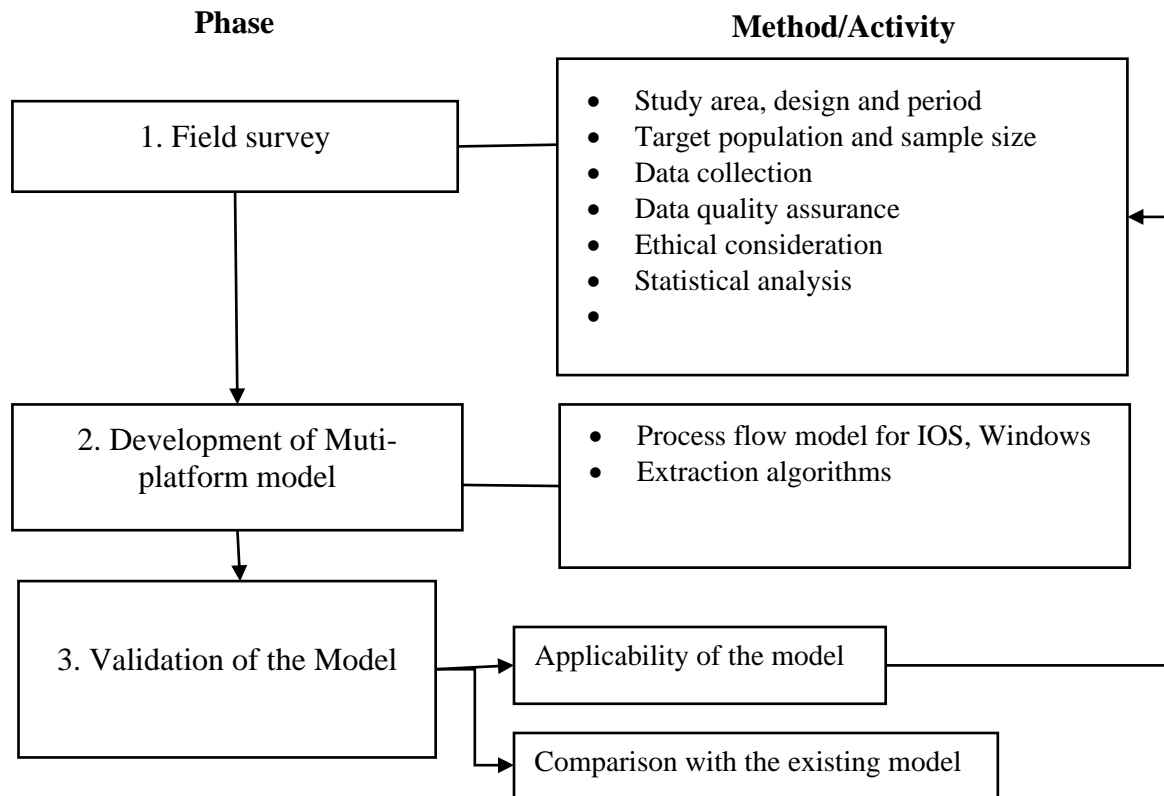 Phase
Method/Activity
1. Field survey
• Study area, design and period
• Target population and sample size
• Data collection
• Data quality assurance
• Ethical consideration
• Statistical analysis
•
2. Development of Muti-
platform model
• Process flow model for IOS, Windows
• Extraction algorithms
3. Validation of the Model
Applicability of the model
Comparison with the existing model